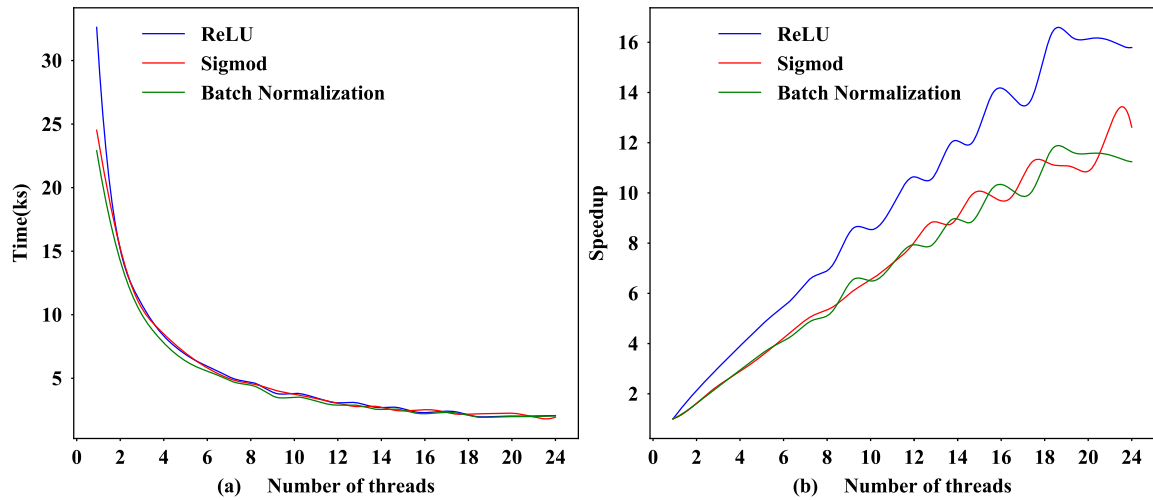 ReLU
Sigmod
Batch Normalization
Time(ks)
30
25
20
15
10
5
0 2 4 6 8 10 12 14 16 18 20 24
(a) Number of threads
ReLU
Sigmod
Batch Normalization
Speedup
16
14
12
10
8
6
4
2
0 2 4 6 8 10 12 14 16 18 20 24
(b) Number of threads